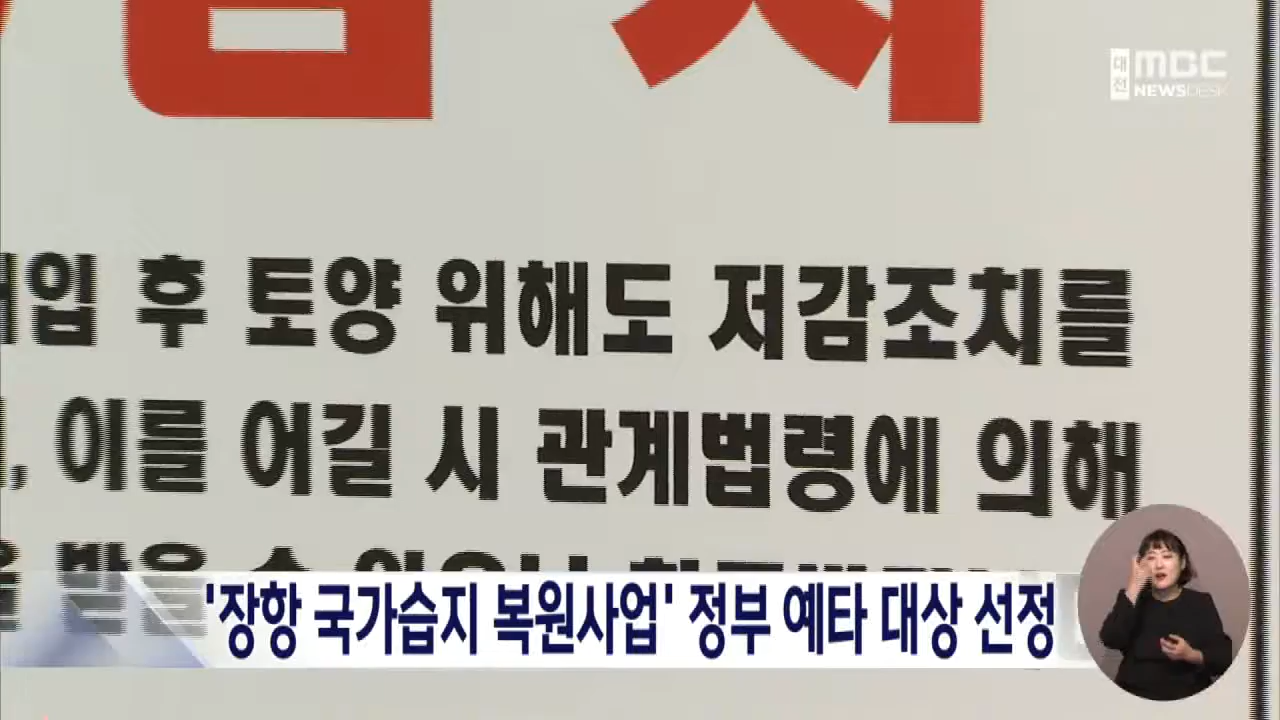 대전 MBC
NEWSDESK
입 후 토양 위해도 저감조치를
이를 어길 시 관계법령에 의해
'장항 국가습지 복원사업' 정부 예타 대상 선정